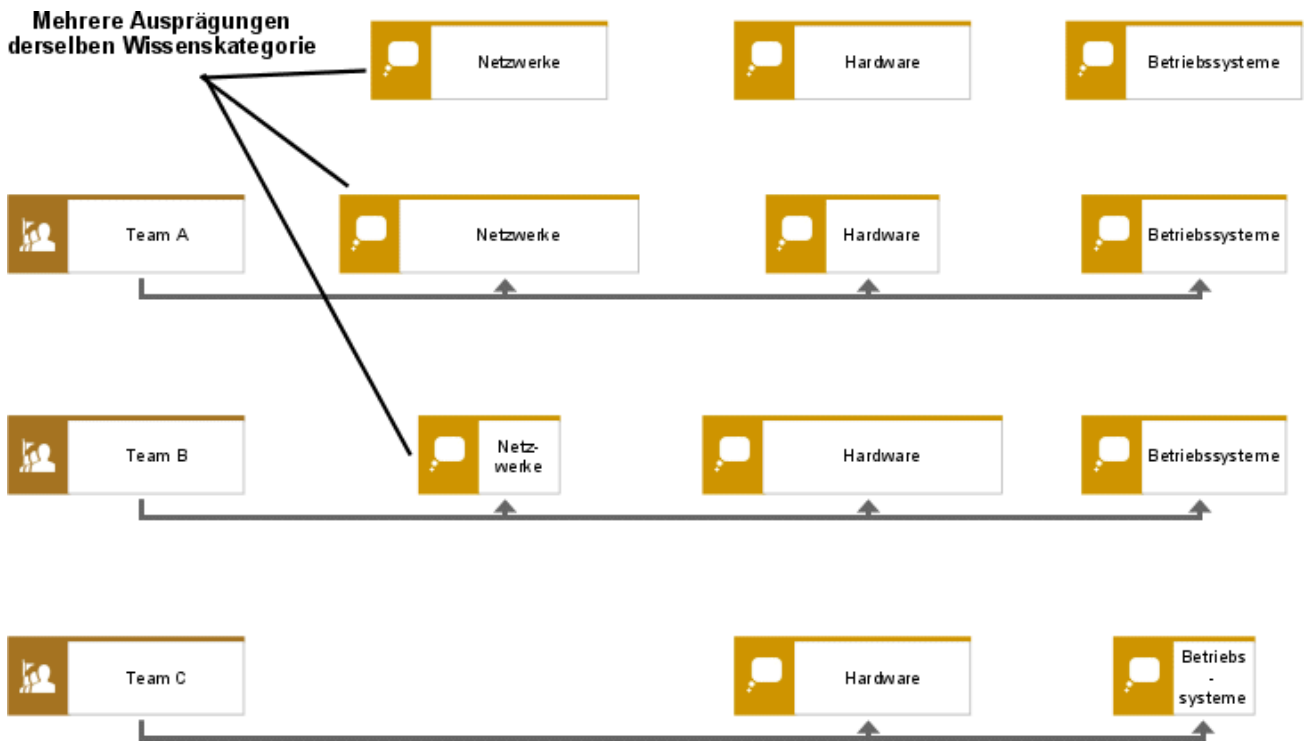 Mehrere Ausprägungen
derselben Wissenskategorie
Netzwerke
Hardware
Betriebssysteme
Team A
Netzwerke
Hardware
Betriebssysteme
Team B
Netz-
werke
Hardware
Betriebssysteme
Team C
Hardware
Betriebs
-
systeme